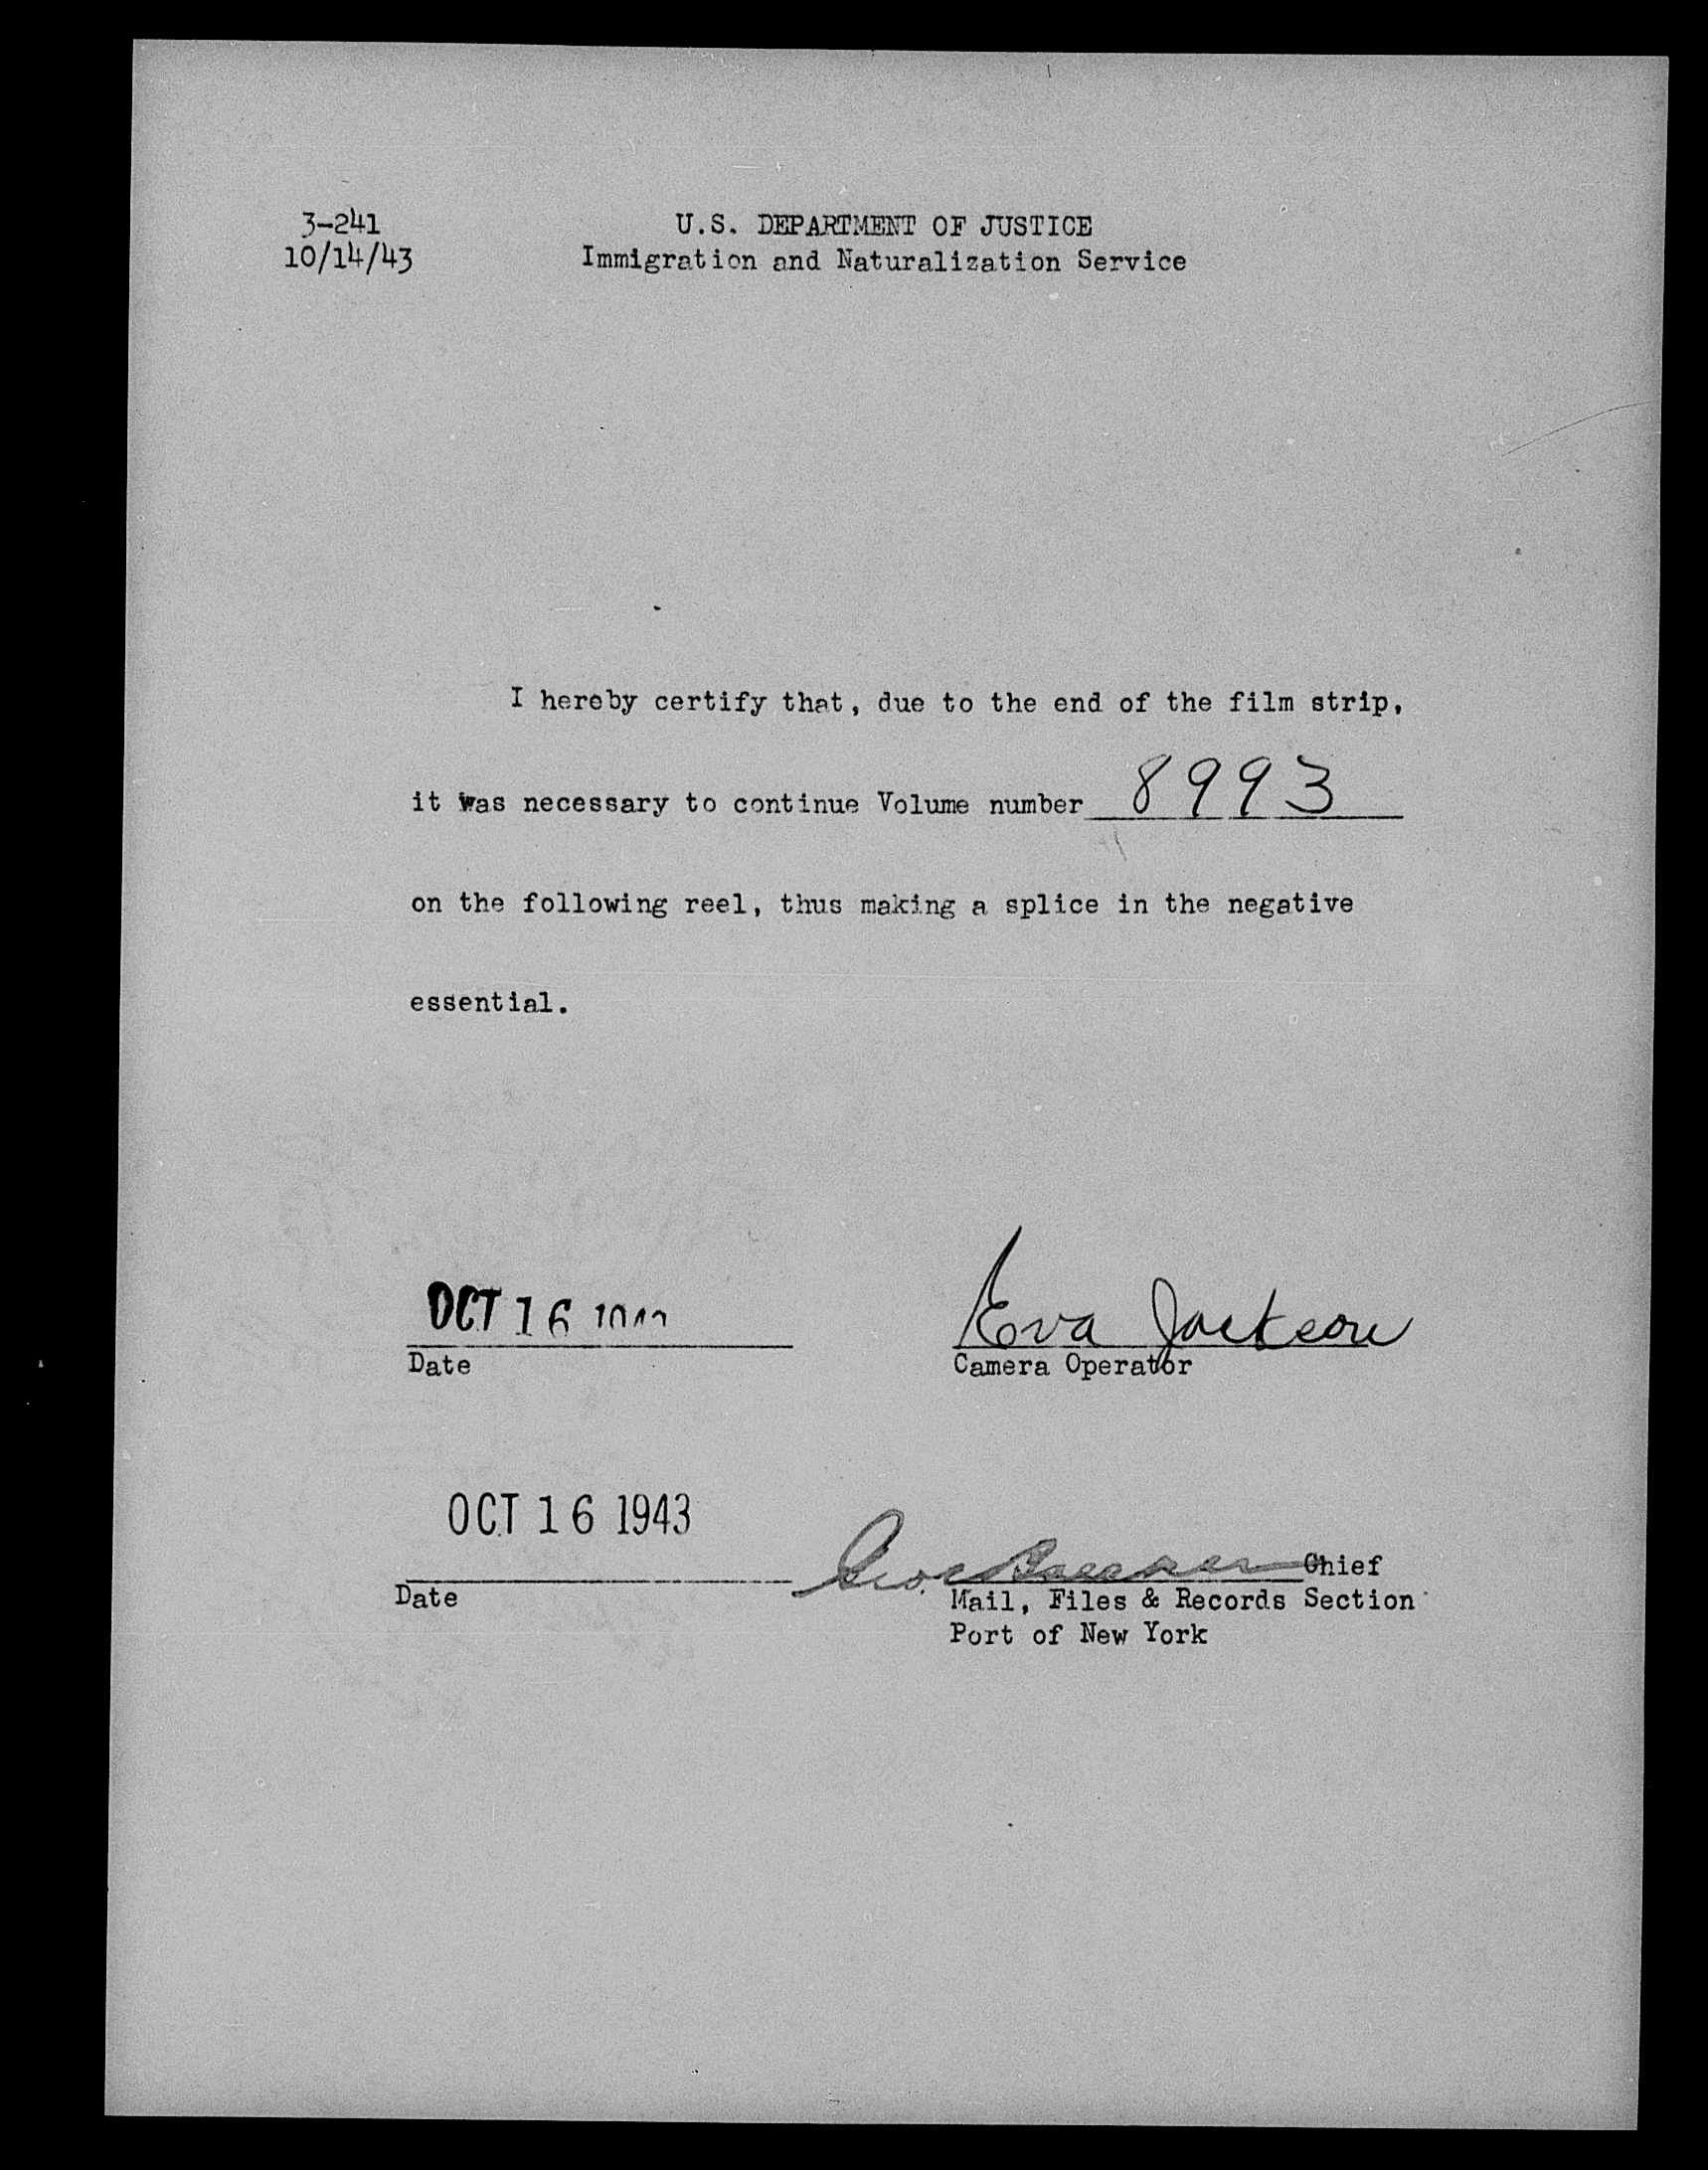 3-241
10/14/43
U.S. DEPARTMENT OF JUSTICE
Immigration and Naturalization Service
I hereby certify that, due to the end of the film strip,
it was necessary to continue Volume number 8993
on the following reel, thus making a splice in the negative
essential.
OCT 16
Date
Eva Jackson
Camera Operator
OCT 16 1943
Date
Geo. Chief
Mail, Files & Records Section
Port of New York